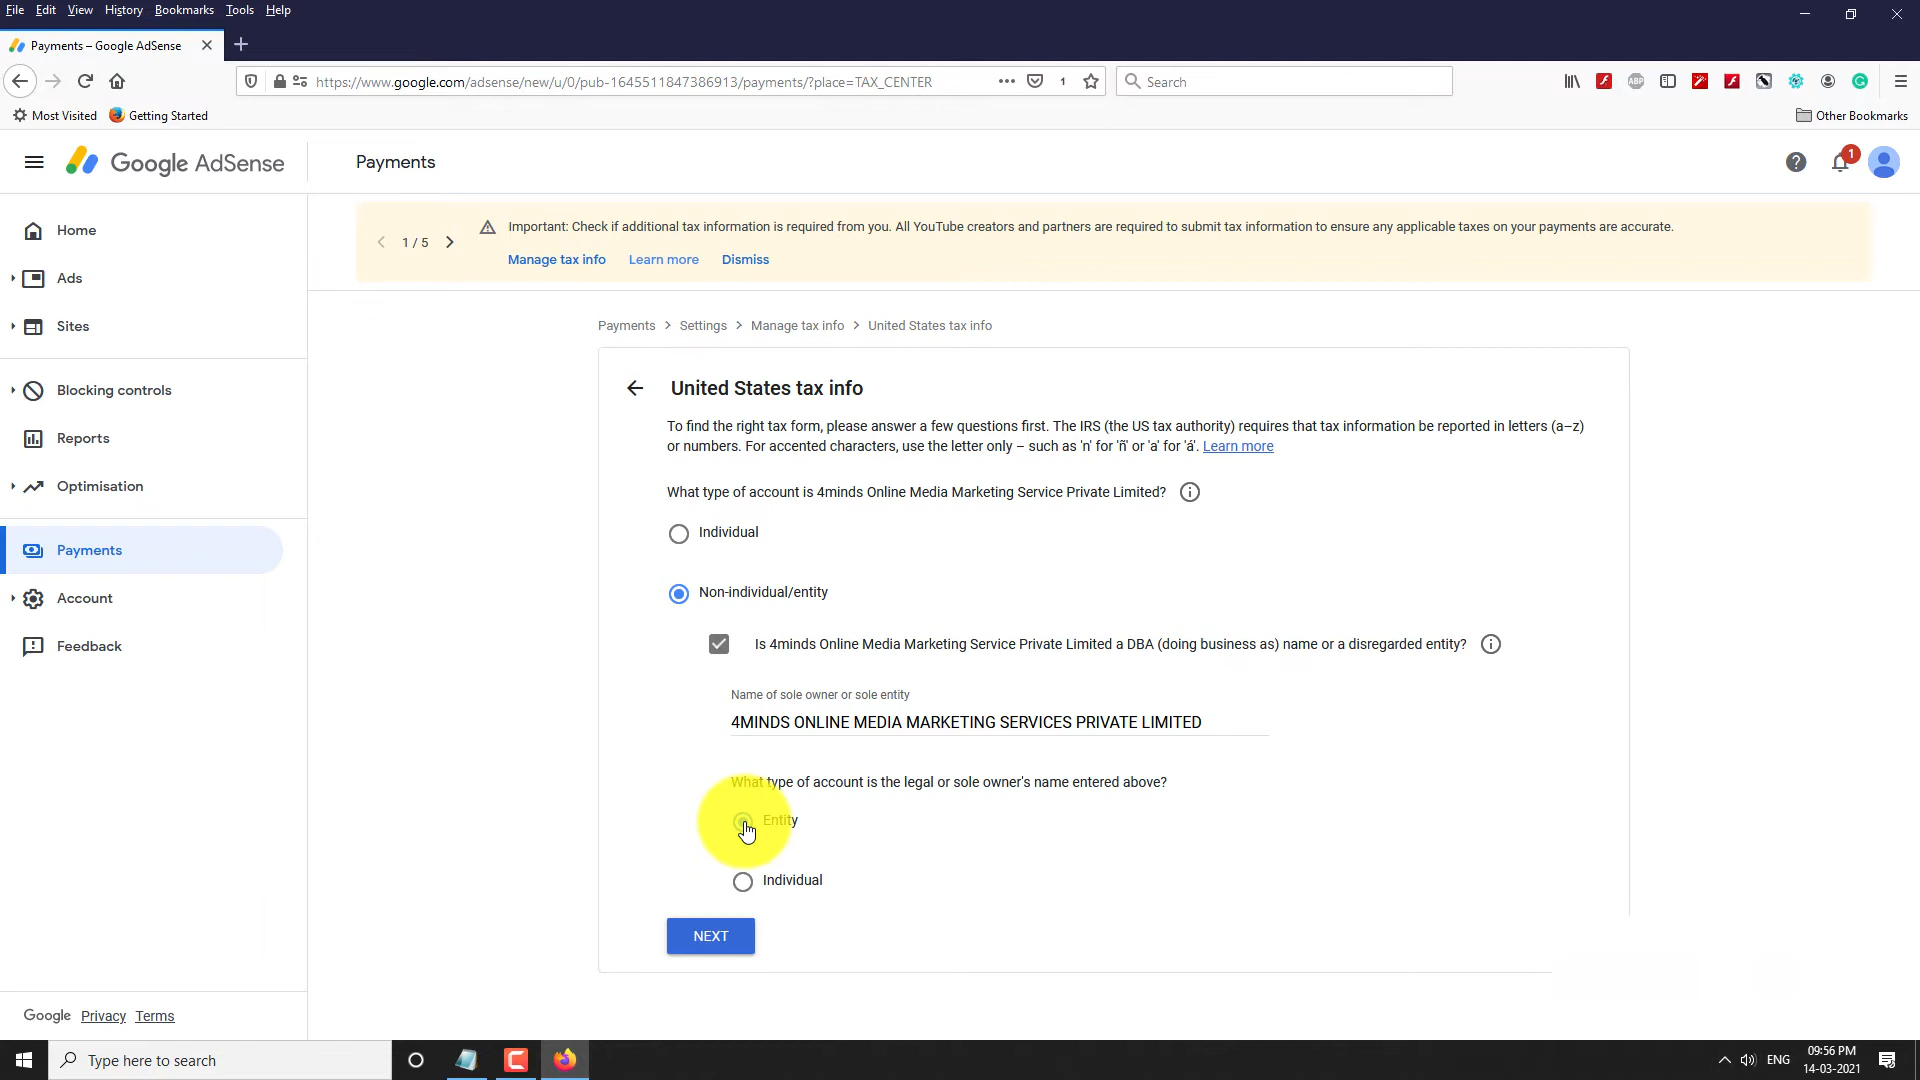 File Edit View History Bookmarks Tools Help
Payments – Google AdSense
https://www.google.com/adsense/new/u/0/pub-1645511847386913/payments/?place=TAX_CENTER
1
Search
ABP
Most Visited Getting Started
Other Bookmarks
Google AdSense
Payments
1
Home
Ads
Sites
Blocking controls
Reports
Optimisation
Payments
Account
Feedback
Google Privacy Terms
1 / 5
Important: Check if additional tax information is required from you. All YouTube creators and partners are required to submit tax information to ensure any applicable taxes on your payments are accurate.
Manage tax info Learn more Dismiss
Payments > Settings > Manage tax info > United States tax info
United States tax info
To find the right tax form, please answer a few questions first. The IRS (the US tax authority) requires that tax information be reported in letters (a–z)
or numbers. For accented characters, use the letter only – such as 'n' for 'ñ' or 'a' for 'á'. Learn more
What type of account is 4minds Online Media Marketing Service Private Limited?
Individual
Non-individual/entity
Is 4minds Online Media Marketing Service Private Limited a DBA (doing business as) name or a disregarded entity?
Name of sole owner or sole entity
4MINDS ONLINE MEDIA MARKETING SERVICES PRIVATE LIMITED
What type of account is the legal or sole owner's name entered above?
Entity
Individual
NEXT
Type here to search
ENG
09:56 PM
14-03-2021